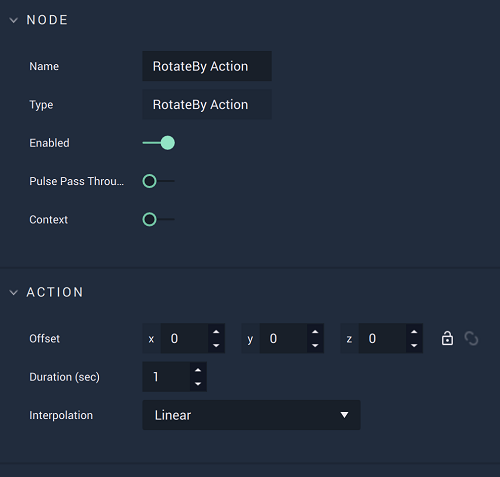 NODE
Name RotateBy Action
Type RotateBy Action
Enabled
Pulse Pass Throu...
Context
ACTION
Offset x 0 y 0 z 0
Duration (sec) 1
Interpolation Linear